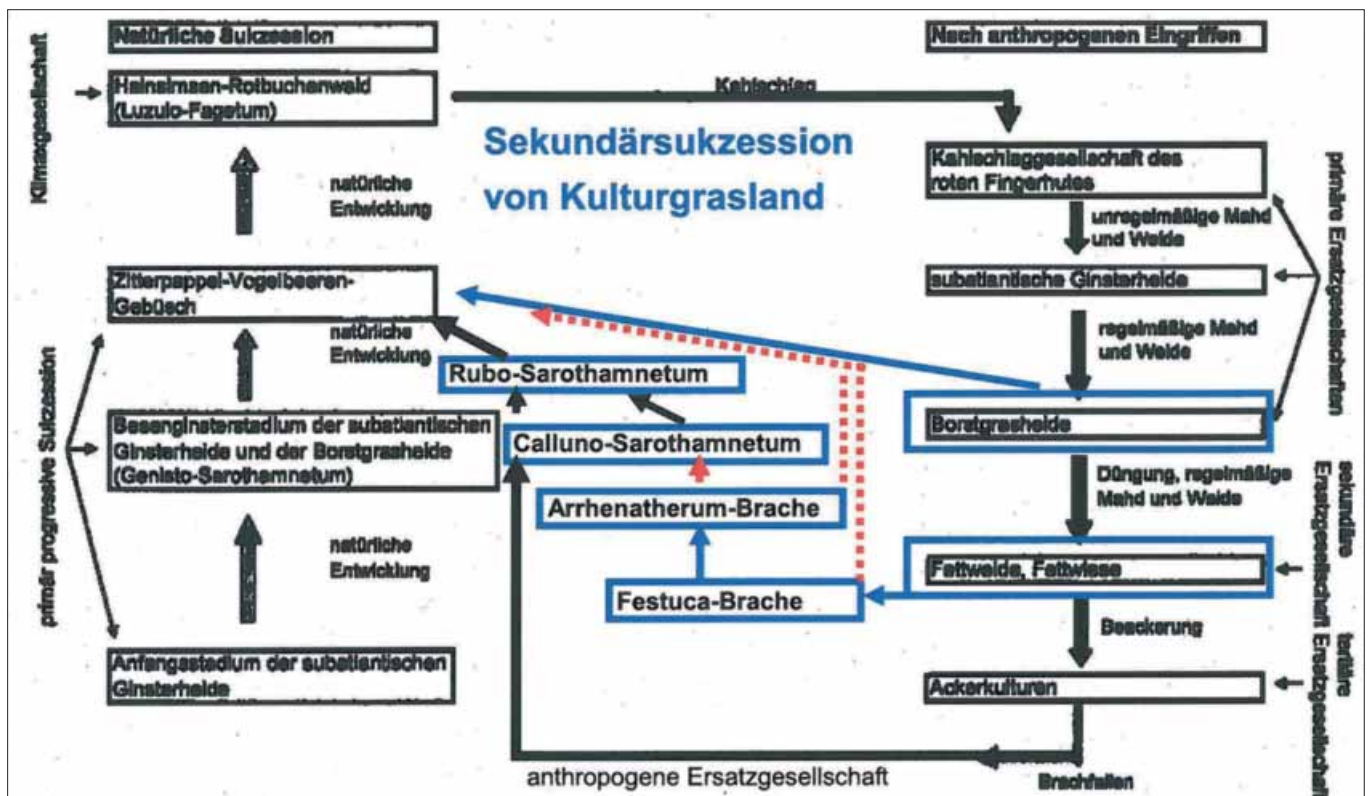 Klimaxgesellschaft
Natürliche Sukzession
Hainsimsen-Rotbuchenwald
(Luzulo-Fagetum)
natürliche
Entwicklung
Zitterpappel-Vogelbeeren-
Gebüsch
natürliche
Entwicklung
primär progressive Sukzession
Besenginsterstadium der subatlantischen
Ginsterheide und der Borstgrasheide
(Genisto-Sarothamnetum)
natürliche
Entwicklung
Anfangsstadium der subatlantischen
Ginsterheide
Kahlschlag
Sekundärsukzession
von Kulturgrasland
Rubo-Sarothamnetum
Calluno-Sarothamnetum
Arrhenatherum-Brache
Festuca-Brache
anthropogene Ersatzgesellschaft
Nach anthropogenen Eingriffen
Kahlschlaggesellschaft des
roten Fingerhutes
unregelmäßige Mahd
und Weide
subatlantische Ginsterheide
regelmäßige Mahd
und Weide
Borstgrasheide
Düngung, regelmäßige
Mahd und Weide
Fettweide, Fettwiese
Beackerung
Ackerkulturen
Brachfallen
primäre Ersatzgesellschaften
sekundäre
Ersatzgesellschaft
tertiäre
Ersatzgesellschaft